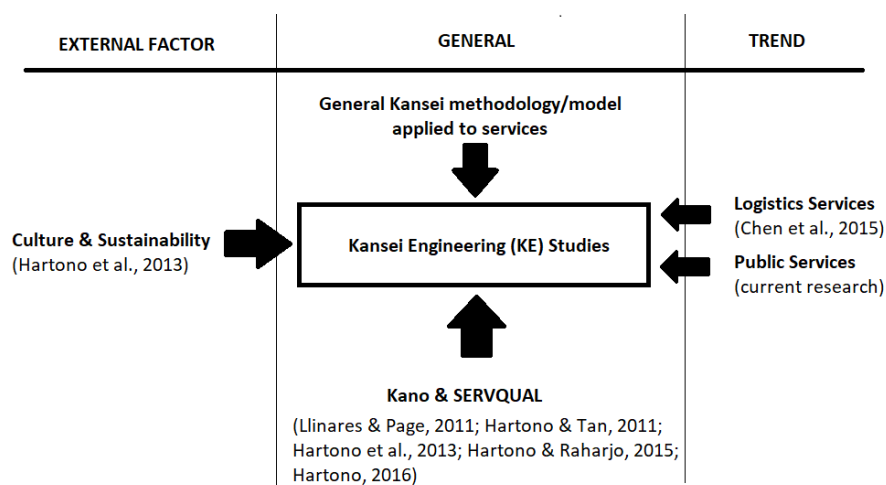 EXTERNAL FACTOR
GENERAL
TREND
General Kansei methodology/model
applied to services
Culture & Sustainability
(Hartono et al., 2013)
Kansei Engineering (KE) Studies
Logistics Services
(Chen et al., 2015)
Public Services
(current research)
Kano & SERVQUAL
(Llinares & Page, 2011; Hartono & Tan, 2011;
Hartono et al., 2013; Hartono & Raharjo, 2015;
Hartono, 2016)